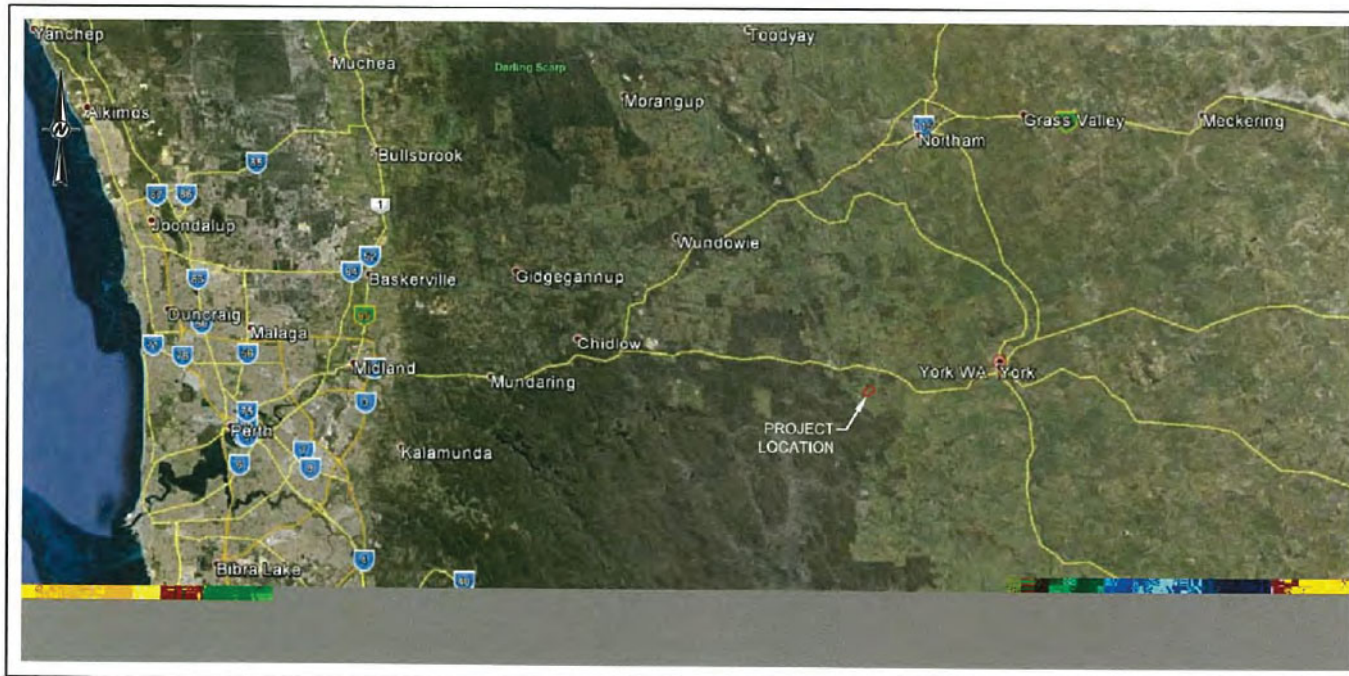 Yanchep
Toodyay
Muchea
Darling Scarp
Morangup
Alkimos
N
Grass Valley
Meckering
Northam
Bullsbrook
1
Joondalup
Wundowie
Gidgegannup
Baskerville
Duncraig
Malaga
Chidlow
Midland
York WA
York
Mundaring
PROJECT
LOCATION
Perth
Kalamunda
Bibra Lake
4